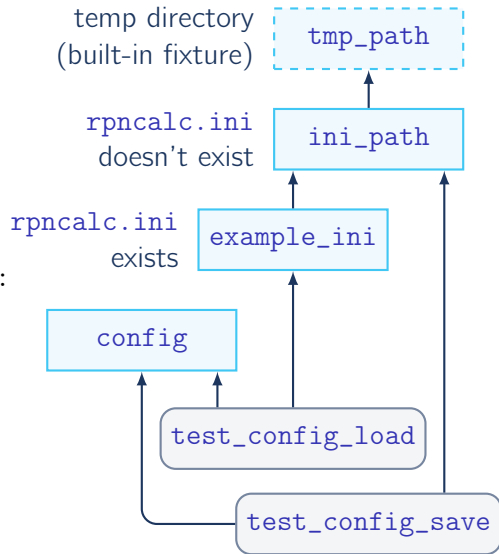 temp directory
(built-in fixture)
tmp_path
rpncalc.ini
doesn't exist
ini_path
rpncalc.ini
exists
example_ini
:
config
test_config_load
test_config_save